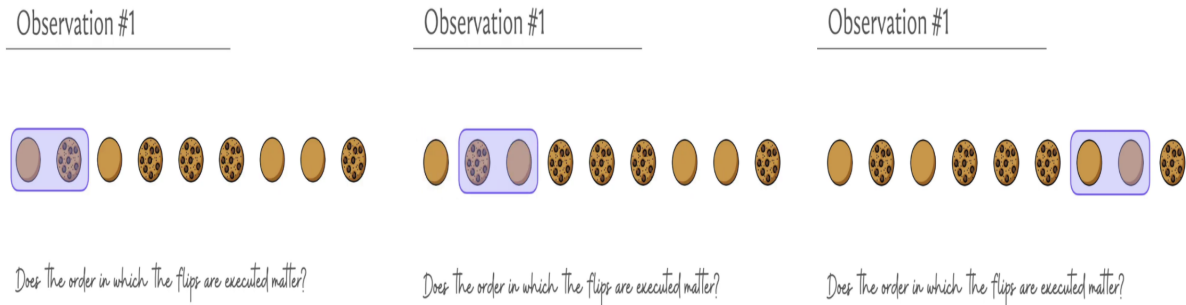 Observation #1
Does the order in which the flips are executed matter?
Observation #1
Does the order in which the flips are executed matter?
Observation #1
Does the order in which the flips are executed matter?